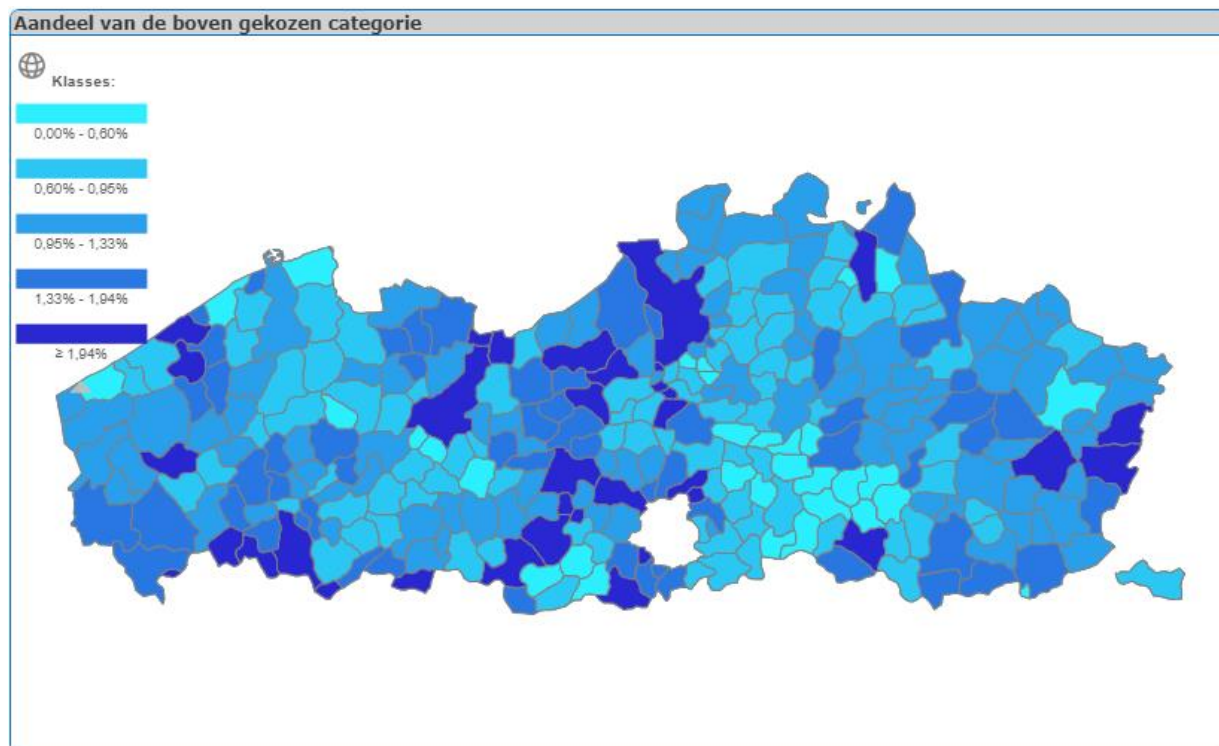 Aandeel van de boven gekozen categorie
Klasses:
0,00% - 0,60%
0,60% - 0,95%
0,95% - 1,33%
1,33% - 1,94%
≥ 1,94%